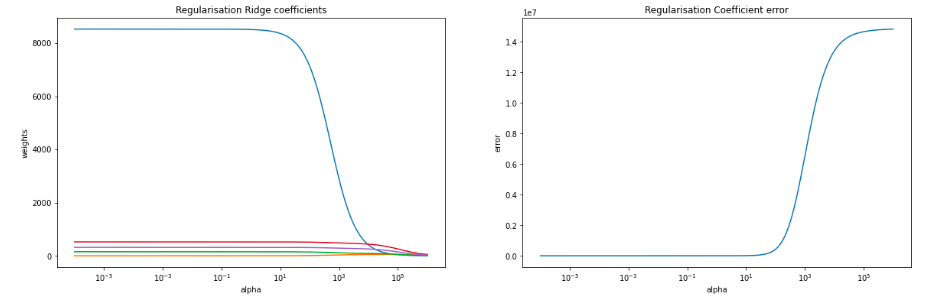 Regularisation Ridge coefficients
8000
6000
4000
2000
0
weights
10⁻⁵ 10⁻³ 10⁻¹ 10¹ 10³ 10⁵
alpha
Regularisation Coefficient error
1e7
1.4
1.2
1.0
0.8
0.6
0.4
0.2
0.0
error
10⁻⁵ 10⁻³ 10⁻¹ 10¹ 10³ 10⁵
alpha